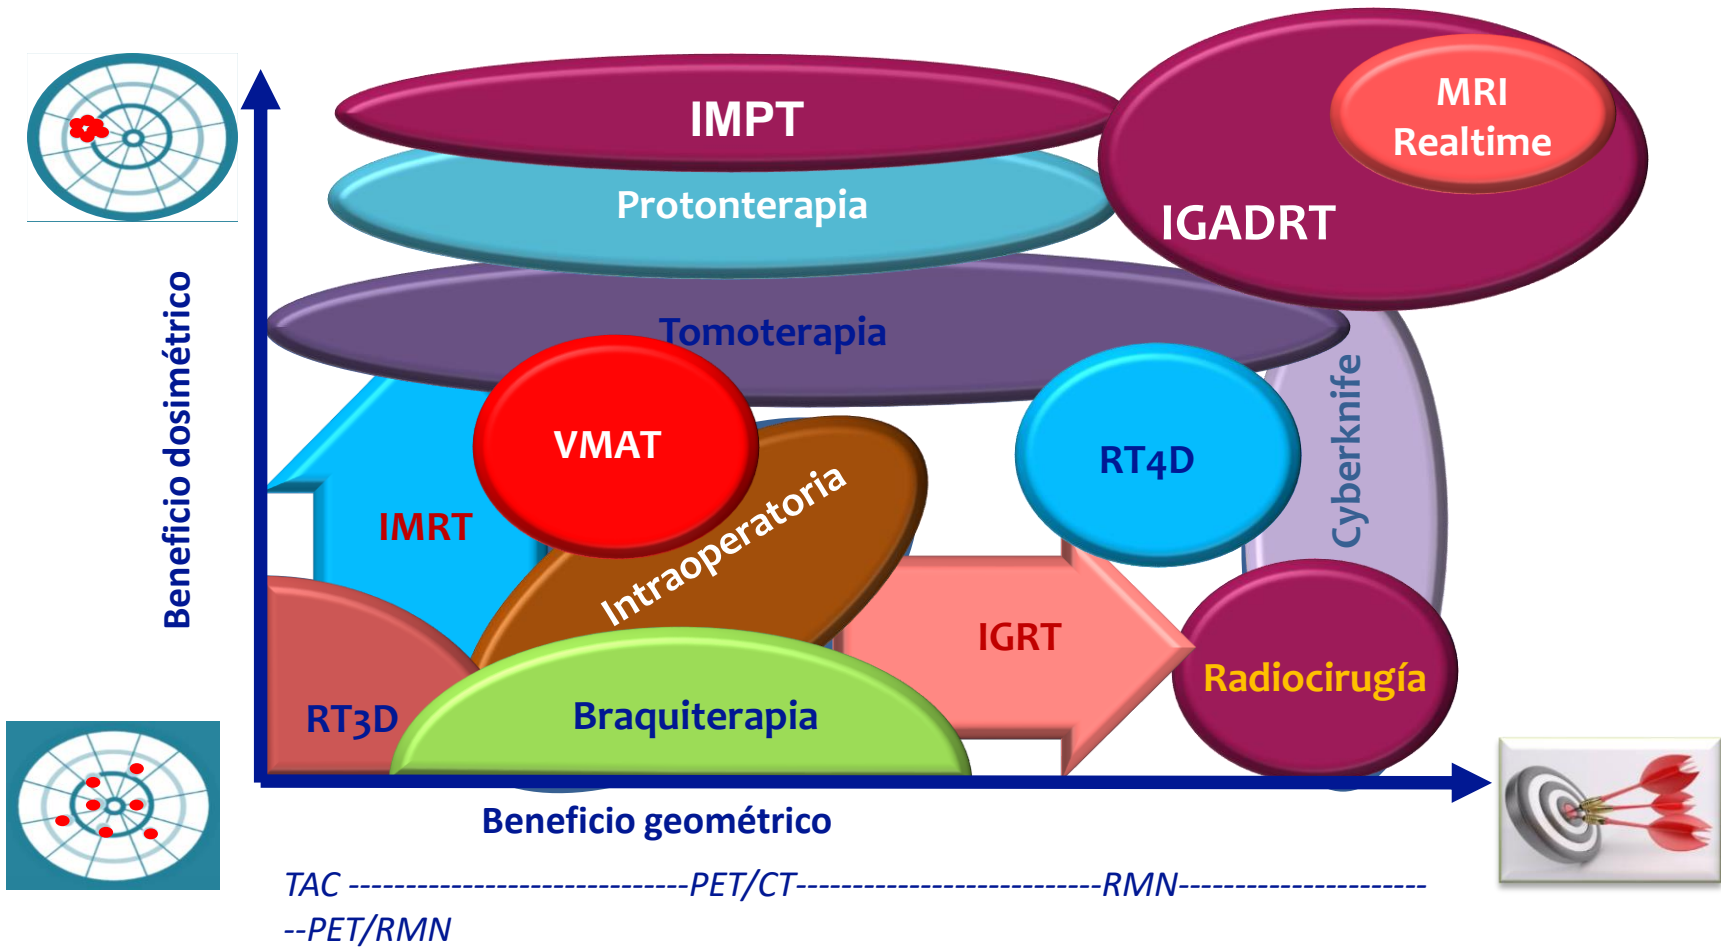 IMPT
MRI
Realtime
Protonterapia
IGADRT
Tomoterapia
Beneficio dosimétrico
VMAT
RT4D
Cyberknife
IMRT
Intraoperatoria
IGRT
Radiocirugía
RT3D
Braquiterapia
Beneficio geométrico
TAC ------------------------------PET/CT---------------------------RMN----------------------
--PET/RMN